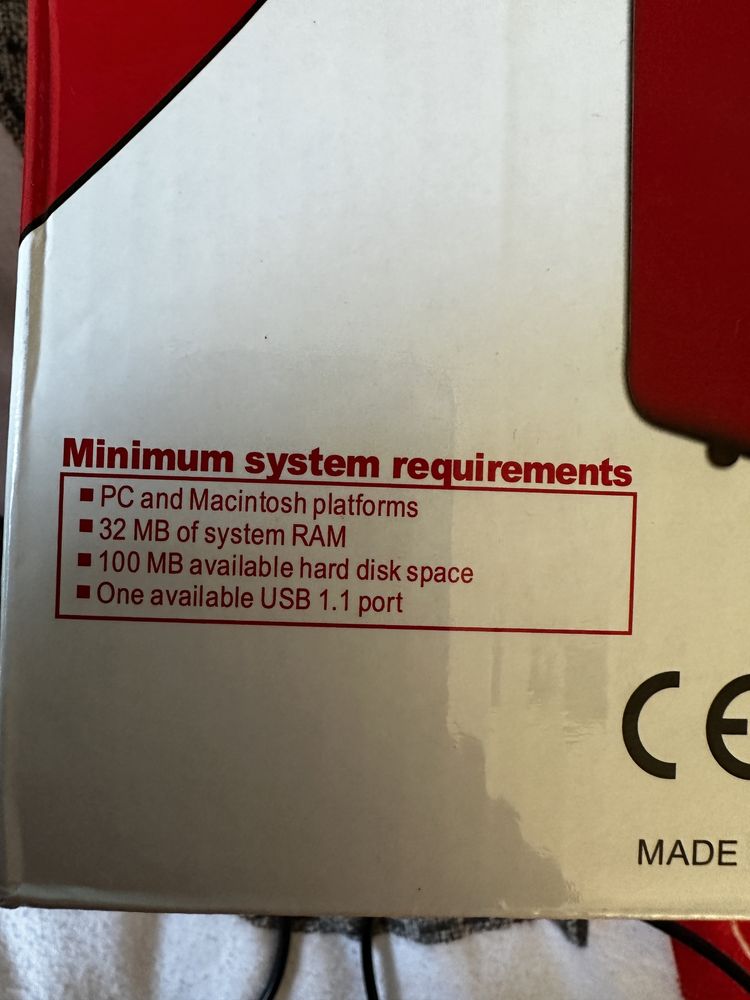 Minimum system requirements
■ PC and Macintosh platforms
■ 32 MB of system RAM
■ 100 MB available hard disk space
■ One available USB 1.1 port
CE
MADE